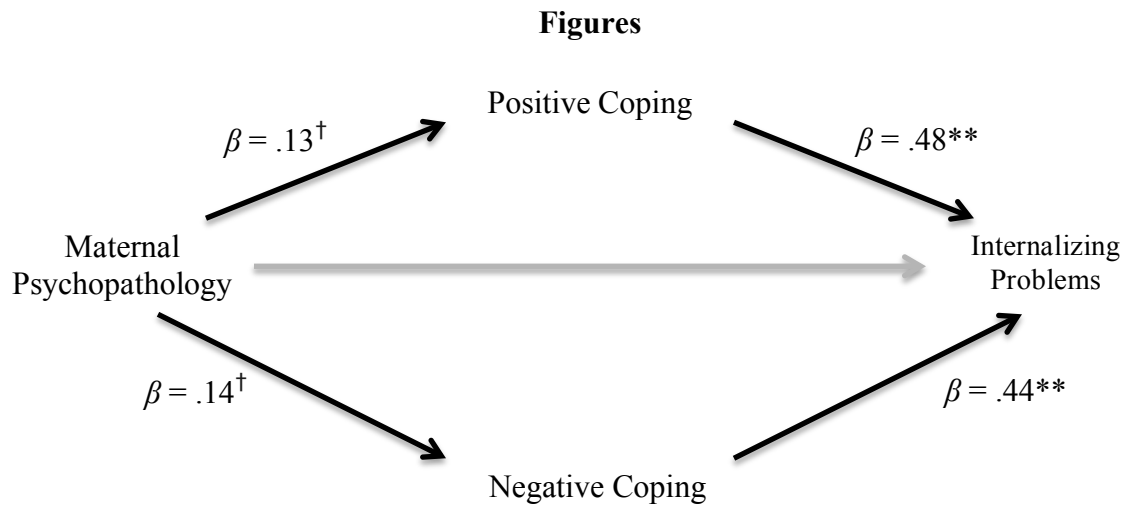 Figures
Positive Coping
β = .13†
β = .48**
Maternal
Psychopathology
Internalizing
Problems
β = .14†
β = .44**
Negative Coping